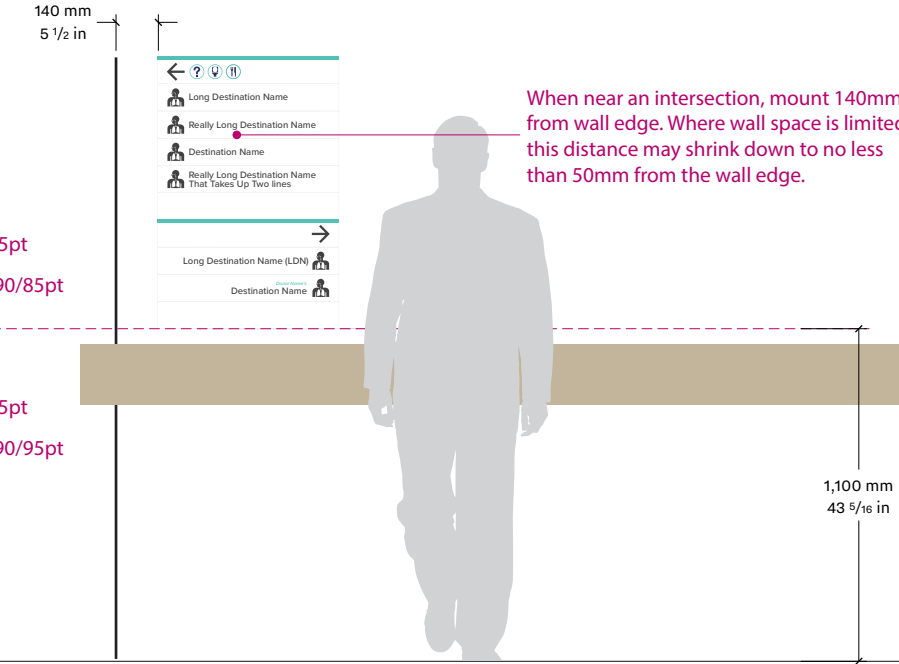 140 mm
5 1/2 in
?
Long Destination Name
Really Long Destination Name
Destination Name
Really Long Destination Name
That Takes Up Two lines
Long Destination Name (LDN)
Destination Name
When near an intersection, mount 140mm
from wall edge. Where wall space is limited
this distance may shrink down to no less
than 50mm from the wall edge.
5pt
90/85pt
5pt
90/95pt
1,100 mm
43 5/16 in